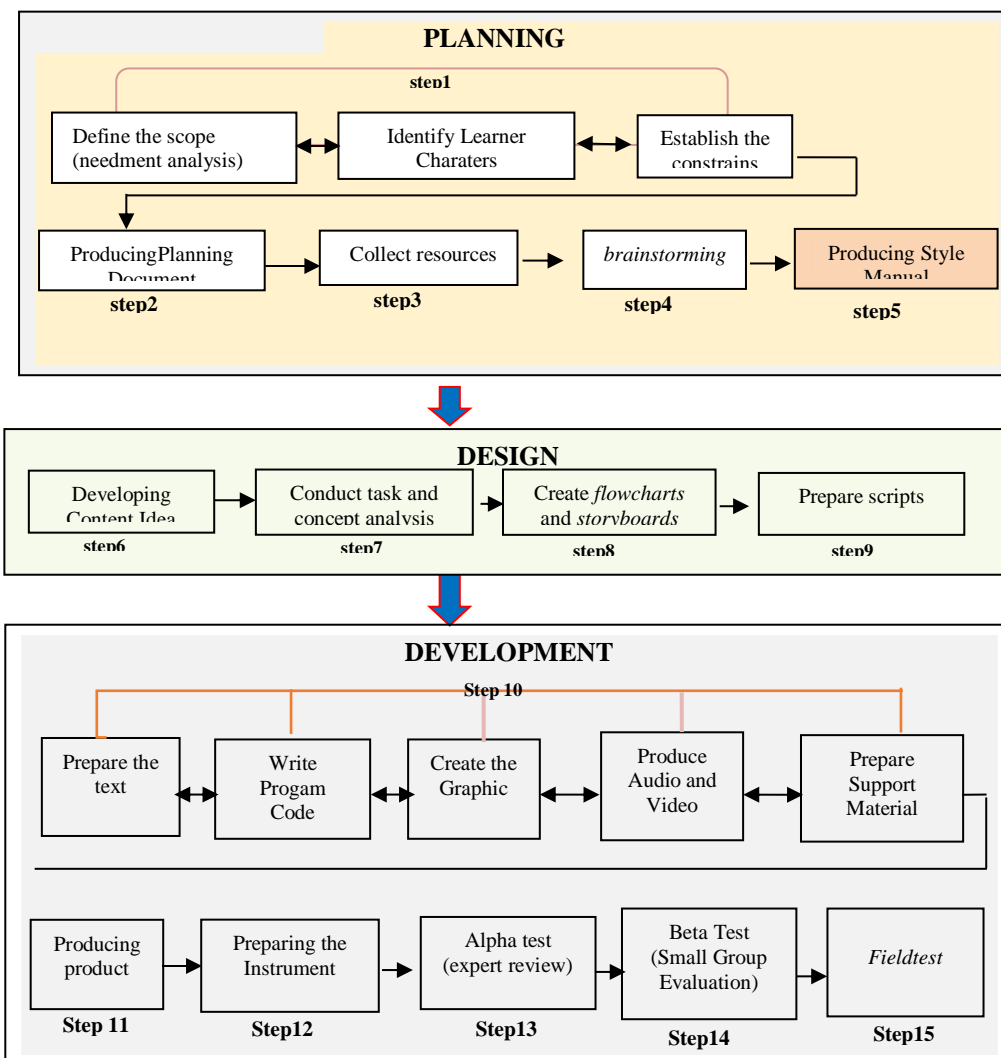 PLANNING
step1
Define the scope
(needment analysis)
Identify Learner
Charaters
Establish the
constrains
ProducingPlanning
Document
Collect resources
brainstorming
Producing Style
Manual
step2
step3
step4
step5
DESIGN
Developing
Content Idea
Conduct task and
concept analysis
Create flowcharts
and storyboards
Prepare scripts
step6
step7
step8
step9
DEVELOPMENT
Step 10
Prepare the
text
Write
Progam
Code
Create the
Graphic
Produce
Audio and
Video
Prepare
Support
Material
Producing
product
Preparing the
Instrument
Alpha test
(expert review)
Beta Test
(Small Group
Evaluation)
Fieldtest
Step 11
Step12
Step13
Step14
Step15